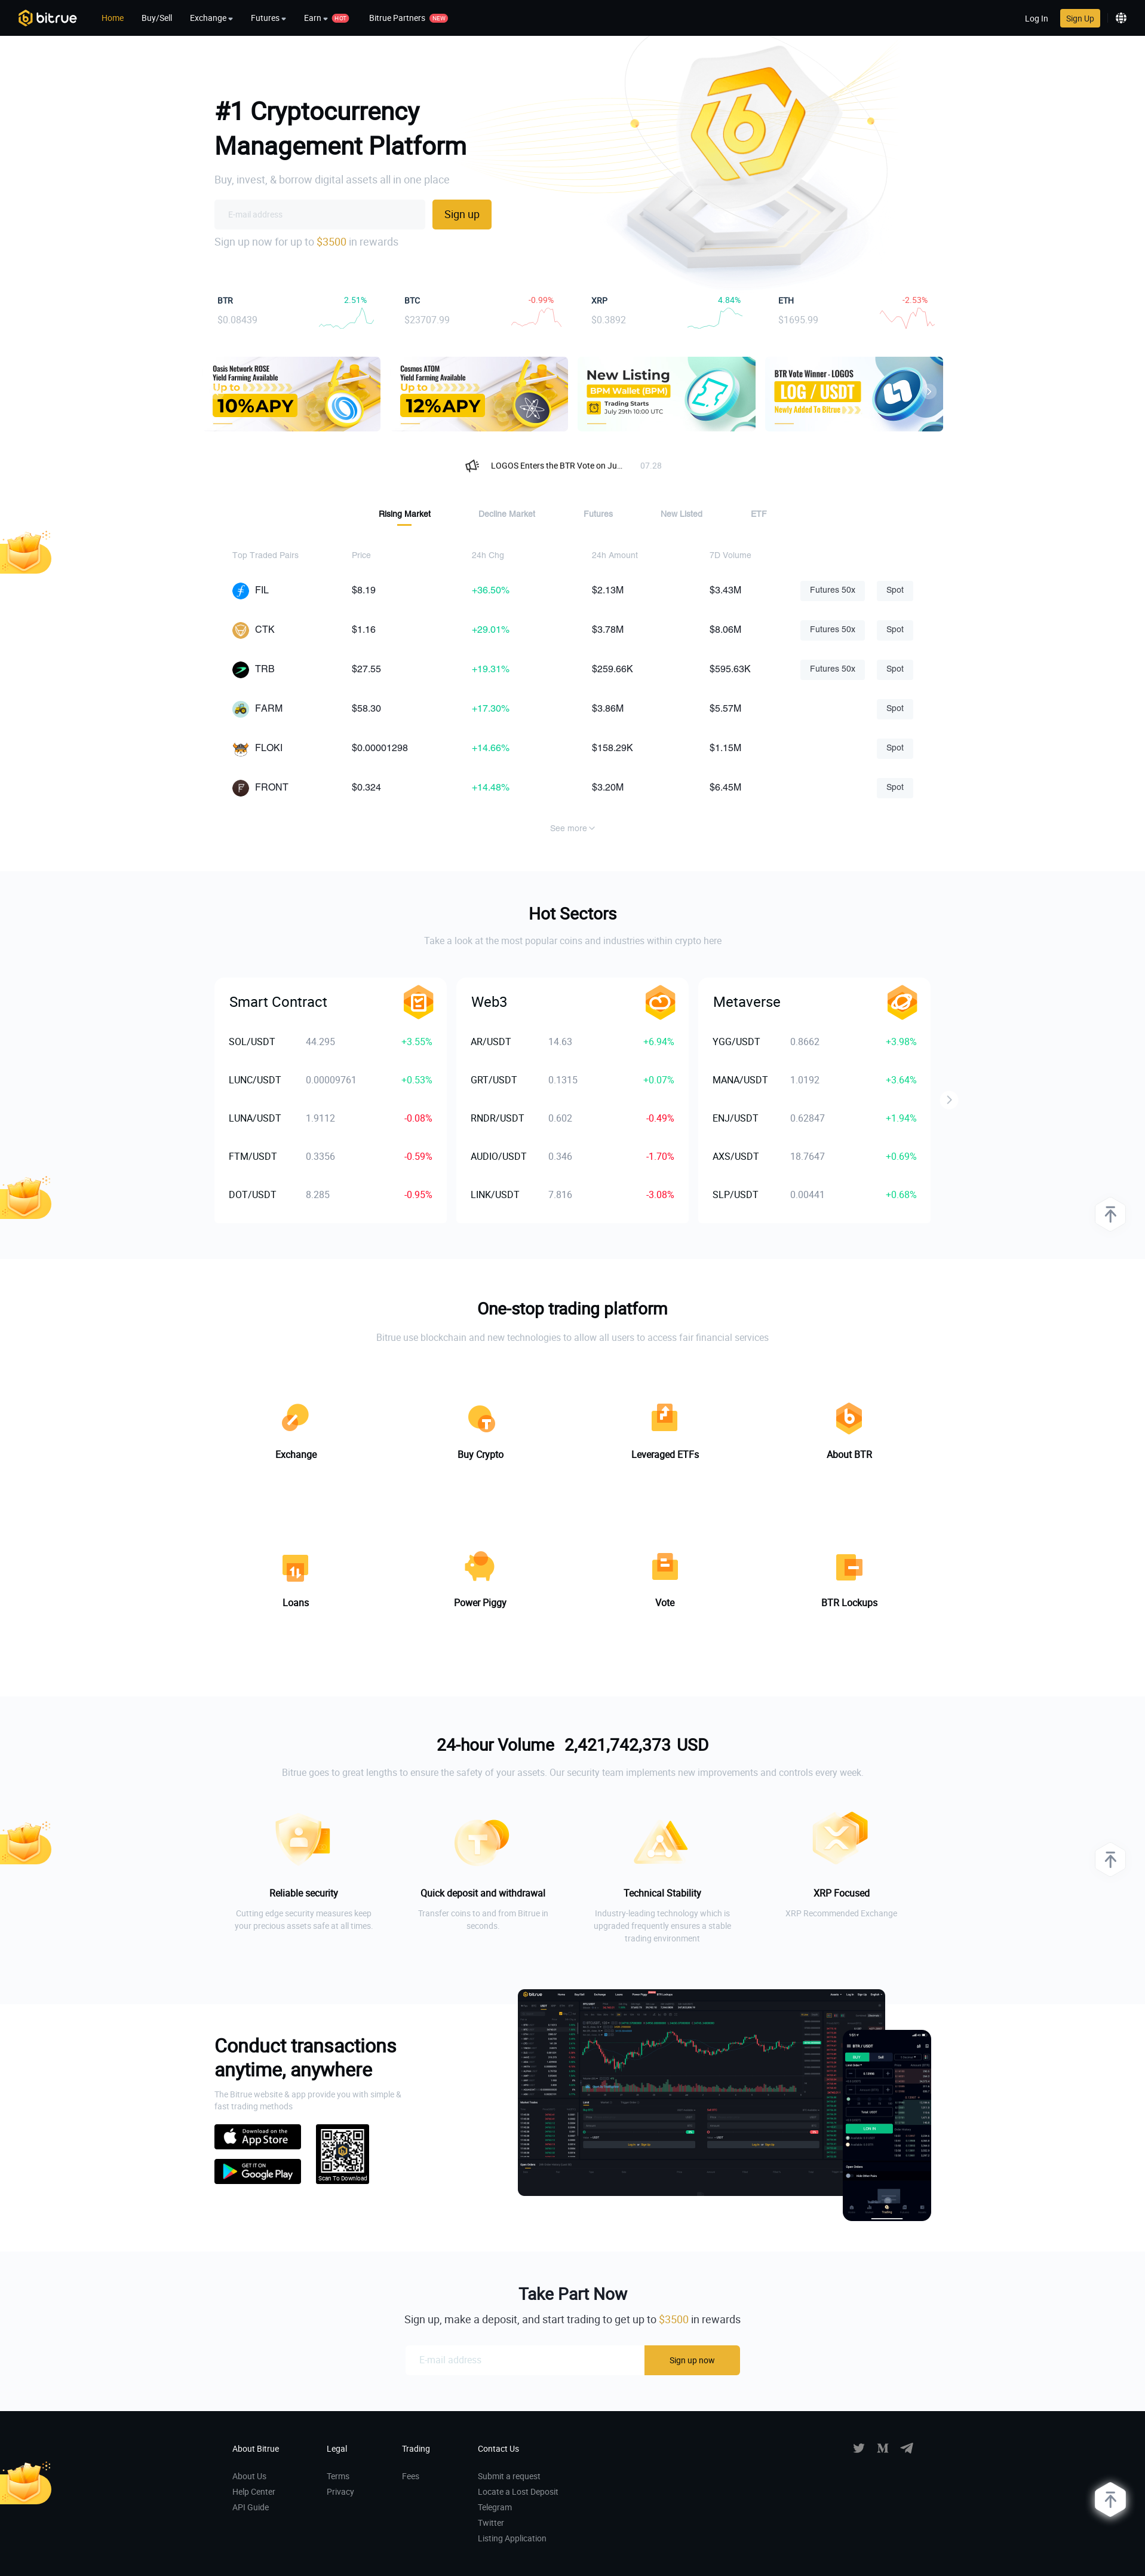 bitrue
Home
Buy/Sell
Exchange
Futures
Earn
HOT
Bitrue Partners
NEW
Log In
Sign Up
#1 Cryptocurrency
Management Platform
Buy, invest, & borrow digital assets all in one place
E-mail address
Sign up
Sign up now for up to $3500 in rewards
BTR 2.51%
$0.08439
BTC -0.99%
$23707.99
XRP 4.84%
$0.3892
ETH -2.53%
$1695.99
Oasis Network ROSE
Yield Farming Available
Up to
10% APY
Cosmos ATOM
Yield Farming Available
Up to
12% APY
New Listing
BPM Wallet (BPM)
Trading Starts
July 29th 10:00 UTC
BTR Vote Winner - LOGOS
LOG / USDT
Newly Added To Bitrue
LOGOS Enters the BTR Vote on Ju... 07.28
Rising Market Decline Market Futures New Listed ETF
Top Traded Pairs Price 24h Chg 24h Amount 7D Volume
FIL $8.19 +36.50% $2.13M $3.43M Futures 50x Spot
CTK $1.16 +29.01% $3.78M $8.06M Futures 50x Spot
TRB $27.55 +19.31% $259.66K $595.63K Futures 50x Spot
FARM $58.30 +17.30% $3.86M $5.57M Spot
FLOKI $0.00001298 +14.66% $158.29K $1.15M Spot
FRONT $0.324 +14.48% $3.20M $6.45M Spot
See more
Hot Sectors
Take a look at the most popular coins and industries within crypto here
Smart Contract
SOL/USDT 44.295 +3.55%
LUNC/USDT 0.00009761 +0.53%
LUNA/USDT 1.9112 -0.08%
FTM/USDT 0.3356 -0.59%
DOT/USDT 8.285 -0.95%
Web3
AR/USDT 14.63 +6.94%
GRT/USDT 0.1315 +0.07%
RNDR/USDT 0.602 -0.49%
AUDIO/USDT 0.346 -1.70%
LINK/USDT 7.816 -3.08%
Metaverse
YGG/USDT 0.8662 +3.98%
MANA/USDT 1.0192 +3.64%
ENJ/USDT 0.62847 +1.94%
AXS/USDT 18.7647 +0.69%
SLP/USDT 0.00441 +0.68%
One-stop trading platform
Bitrue use blockchain and new technologies to allow all users to access fair financial services
Exchange
Buy Crypto
Leveraged ETFs
About BTR
Loans
Power Piggy
Vote
BTR Lockups
24-hour Volume 2,421,742,373 USD
Bitrue goes to great lengths to ensure the safety of your assets. Our security team implements new improvements and controls every week.
Reliable security
Cutting edge security measures keep
your precious assets safe at all times.
Quick deposit and withdrawal
Transfer coins to and from Bitrue in
seconds.
Technical Stability
Industry-leading technology which is
upgraded frequently ensures a stable
trading environment
XRP Focused
XRP Recommended Exchange
Conduct transactions
anytime, anywhere
The Bitrue website & app provide you with simple &
fast trading methods
Download on the
App Store
GET IT ON
Google Play
Scan To Download
bitrue
BTR / USDT
Take Part Now
Sign up, make a deposit, and start trading to get up to $3500 in rewards
E-mail address
Sign up now
About Bitrue
About Us
Help Center
API Guide
Legal
Terms
Privacy
Trading
Fees
Contact Us
Submit a request
Locate a Lost Deposit
Telegram
Twitter
Listing Application